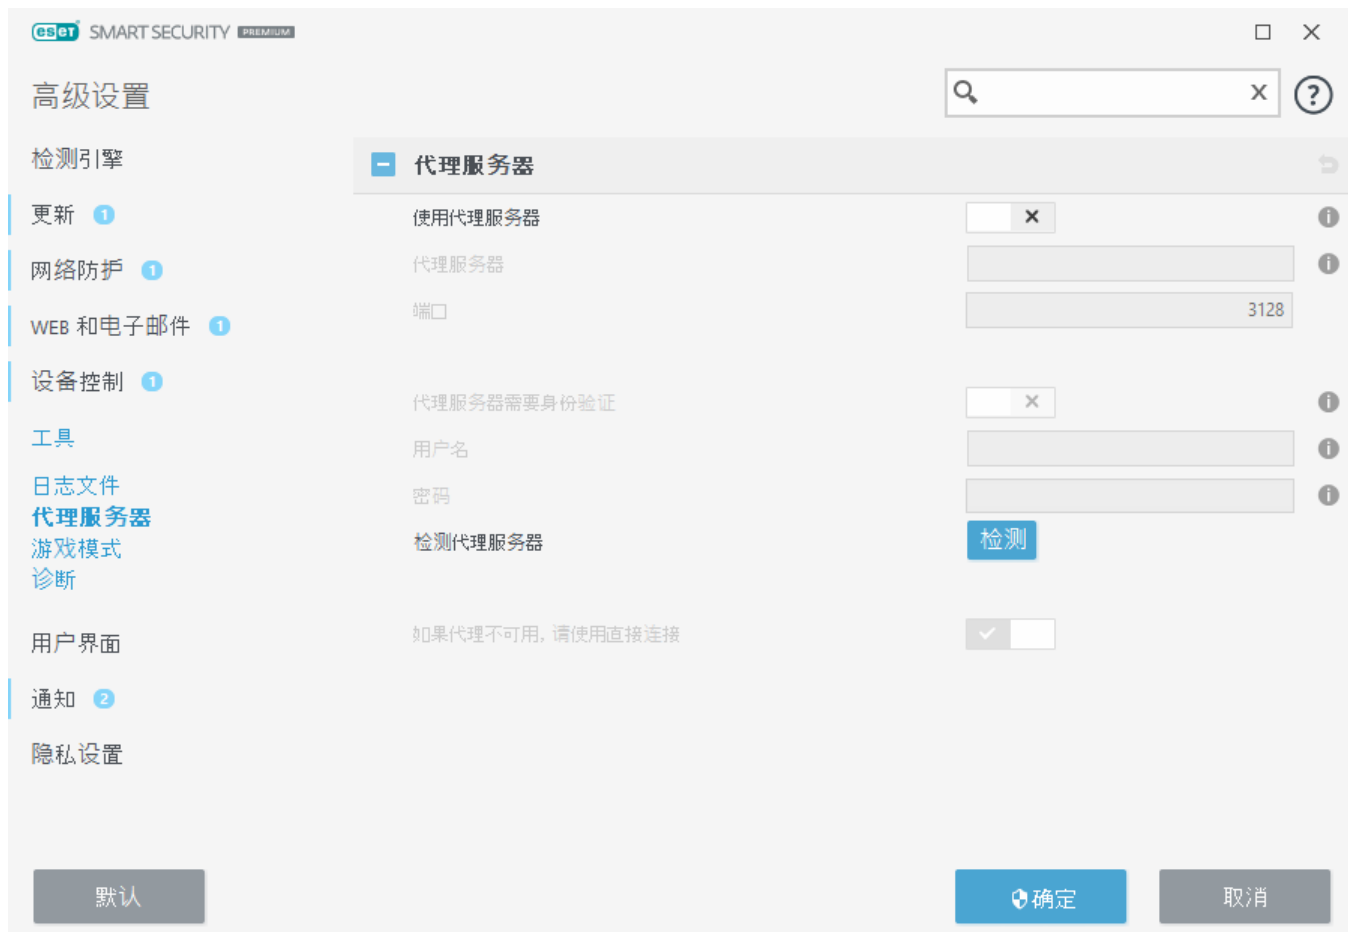 eseT SMART SECURITY PREMIUM
高级设置
检测引擎
更新 1
网络防护 1
WEB 和电子邮件 1
设备控制 1
工具
日志文件
代理服务器
游戏模式
诊断
用户界面
通知 2
隐私设置
代理服务器
使用代理服务器
代理服务器
端口 3128
代理服务器需要身份验证
用户名
密码
检测代理服务器 检测
如果代理不可用, 请使用直接连接
默认 确定 取消